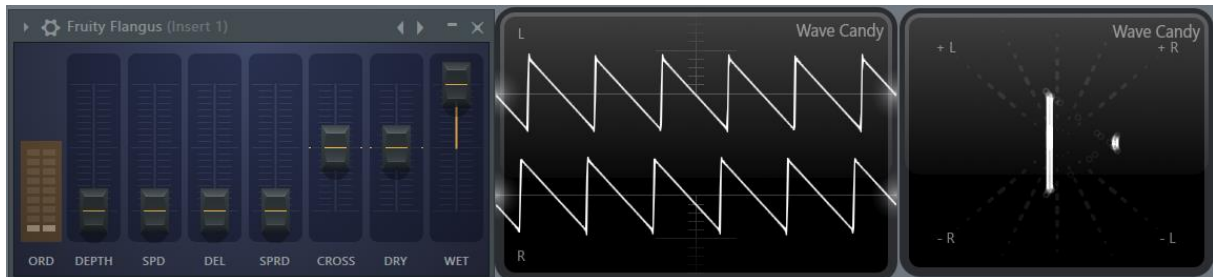 Fruity Flangus (Insert 1)
ORD DEPTH SPD DEL SPRD CROSS DRY WET
L Wave Candy
R
Wave Candy
+ L + R
- R - L